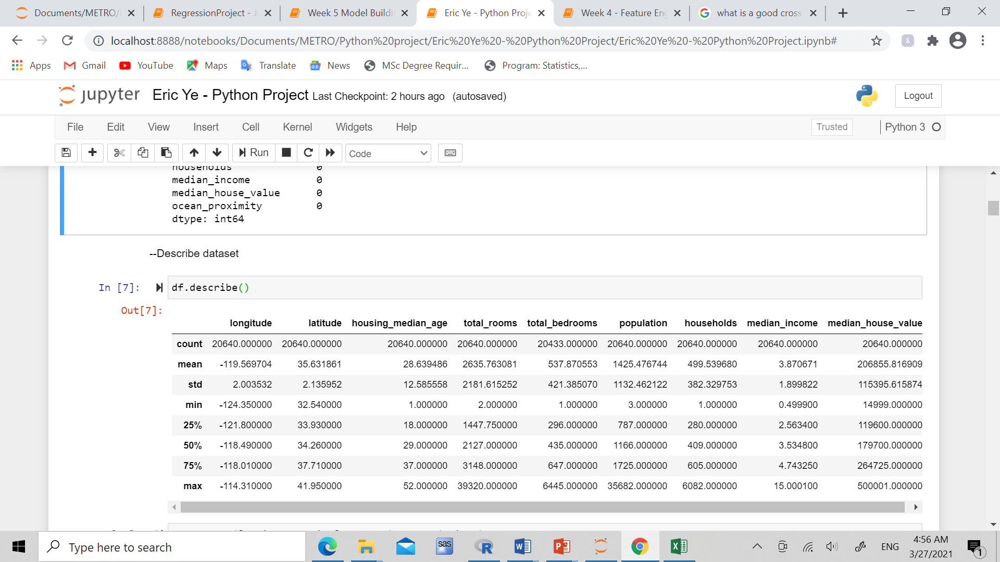 Documents/METRO/
RegressionProject - J
Week 5 Model Buildi
Eric Ye - Python Proje
Week 4 - Feature Eng
what is a good cross
localhost:8888/notebooks/Documents/METRO/Python%20project/Eric%20Ye%20-%20Python%20Project/Eric%20Ye%20-%20Python%20Project.ipynb#
Apps Gmail YouTube Maps Translate News MSc Degree Requir... Program: Statistics,...
jupyter Eric Ye - Python Project Last Checkpoint: 2 hours ago (autosaved) Logout
File Edit View Insert Cell Kernel Widgets Help Trusted Python 3
Run Code
households 0
median_income 0
median_house_value 0
ocean_proximity 0
dtype: int64
--Describe dataset
In [7]: df.describe()
Out[7]:
longitude latitude housing_median_age total_rooms total_bedrooms population households median_income median_house_value
count 20640.000000 20640.000000 20640.000000 20640.000000 20433.000000 20640.000000 20640.000000 20640.000000 20640.000000
mean -119.569704 35.631861 28.639486 2635.763081 537.870553 1425.476744 499.539680 3.870671 206855.816909
std 2.003532 2.135952 12.585558 2181.615252 421.385070 1132.462122 382.329753 1.899822 115395.615874
min -124.350000 32.540000 1.000000 2.000000 1.000000 3.000000 1.000000 0.499900 14999.000000
25% -121.800000 33.930000 18.000000 1447.750000 296.000000 787.000000 280.000000 2.563400 119600.000000
50% -118.490000 34.260000 29.000000 2127.000000 435.000000 1166.000000 409.000000 3.534800 179700.000000
75% -118.010000 37.710000 37.000000 3148.000000 647.000000 1725.000000 605.000000 4.743250 264725.000000
max -114.310000 41.950000 52.000000 39320.000000 6445.000000 35682.000000 6082.000000 15.000100 500001.000000
Type here to search
ENG
4:56 AM
3/27/2021
1